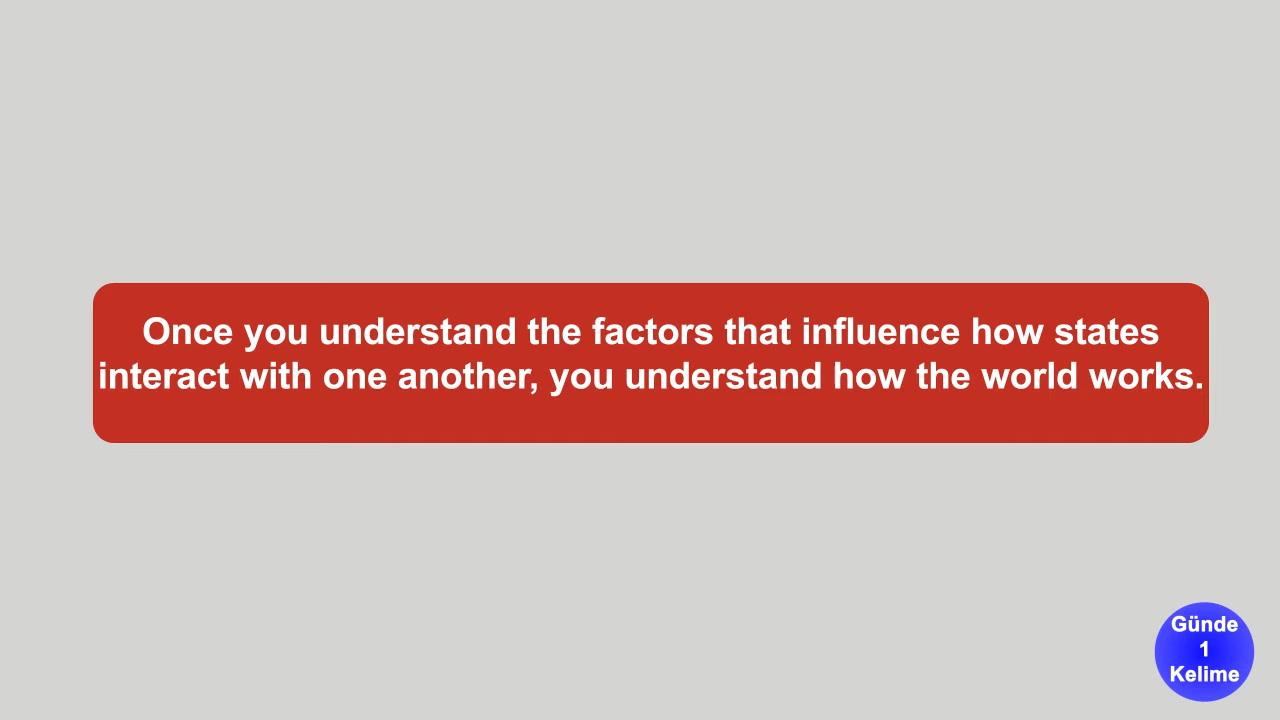 Once you understand the factors that influence how states
interact with one another, you understand how the world works.
Günde
1
Kelime